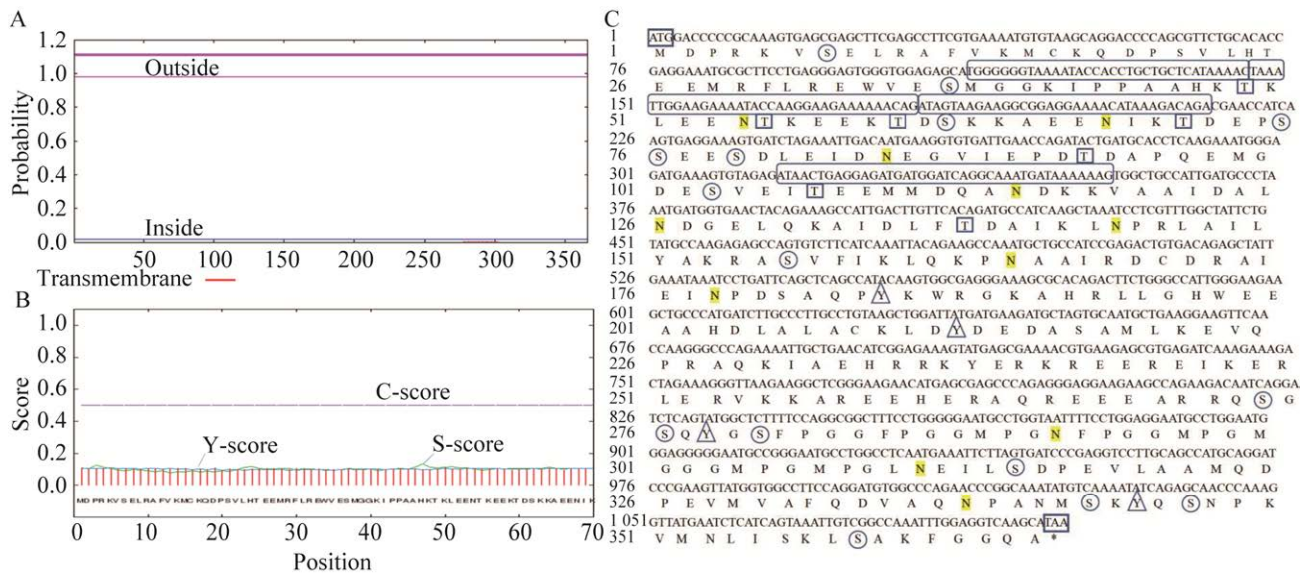 A
1.2
1.0
0.8
0.6
0.4
0.2
0.0
Probability
Outside
Inside
50
100
150
200
250
300
350
Transmembrane
B
1.0
0.8
0.6
0.4
0.2
0.0
Score
C-score
Y-score
S-score
MDPRKVSELRAFVKMCKQDPSVLHTEEMRFLREWVESMGGKIPPAAHKTKLEENTKEEKTDSKKAEENIK
0 10 20 30 40 50 60 70
Position
C
1 ATGGACCCCCGCAAAGTGAGCGAGCTTCGAGCCTTCGTGAAAATGTGTAAGCAGGACCCCAGCGTTCTGCACACC
1 M D P R K V S E L R A F V K M C K Q D P S V L H T
76 GAGGAAATGCGCTTCCTGAGGGAGTGGGTGGAGAGCATGGGGGGTAAAATACCACCTGCTGCTCATAAAACTAAA
26 E E M R F L R E W V E S M G G K I P P A A H K T K
151 TTGGAAGAAAATACCAAGGAAGAAAAAACAGATAGTAAGAAGGCGGAGGAAAACATAAAGACAGACGAACCATCA
51 L E E N T K E E K T D S K K A E E N I K T D E P S
226 AGTGAGGAAAGTGATCTAGAAATTGACAATGAAGGTGTGATTGAACCAGATACTGATGCACCTCAAGAAATGGGA
76 S E E S D L E I D N E G V I E P D T D A P Q E M G
301 GATGAAAGTGTAGAGATAACTGAGGAGATGATGGATCAGGCAAATGATAAAAAAGTGGCTGCCATTGATGCCCTA
101 D E S V E I T E E M M D Q A N D K K V A A I D A L
376 AATGATGGTGAACTACAGAAAGCCATTGACTTGTTCACAGATGCCATCAAGCTAAATCCTCGTTTGGCTATTCTG
126 N D G E L Q K A I D L F T D A I K L N P R L A I L
451 TATGCCAAGAGAGCCAGTGTCTTCATCAAATTACAGAAGCCAAATGCTGCCATCCGAGACTGTGACAGAGCTATT
151 Y A K R A S V F I K L Q K P N A A I R D C D R A I
526 GAAATAAATCCTGATTCAGCTCAGCCATACAAGTGGCGAGGGAAAGCGCACAGACTTCTGGGCCATTGGGAAGAA
176 E I N P D S A Q P Y K W R G K A H R L L G H W E E
601 GCTGCCCATGATCTTGCCCTTGCCTGTAAGCTGGATTATGATGAAGATGCTAGTGCAATGCTGAAGGAAGTTCAA
201 A A H D L A L A C K L D Y D E D A S A M L K E V Q
676 CCAAGGGCCCAGAAAATTGCTGAACATCGGAGAAAGTATGAGCGAAAACGTGAAGAGCGTGAGATCAAAGAAAGA
226 P R A Q K I A E H R R K Y E R K R E E R E I K E R
751 CTAGAAAGGGTTAAGAAGGCTCGGGAAGAACATGAGCGAGCCCAGAGGGAGGAAGAAGCCAGAAGACAATCAGGA
251 L E R V K K A R E E H E R A Q R E E E A R R Q S G
826 TCTCAGTATGGCTCTTTTCCAGGCGGCTTTCCTGGGGGAATGCCTGGTAATTTTCCTGGAGGAATGCCTGGAATG
276 S Q Y G S F P G G F P G G M P G N F P G G M P G M
901 GGAGGGGGAATGCCGGGAATGCCTGGCCTCAATGAAATTCTTAGTGATCCCGAGGTCCTTGCAGCCATGCAGGAT
301 G G G M P G M P G L N E I L S D P E V L A A M Q D
976 CCCGAAGTTATGGTGGCCTTCCAGGATGTGGCCCAGAACCCGGCAAATATGTCAAAATATCAGAGCAACCCAAAG
326 P E V M V A F Q D V A Q N P A N M S K Y Q S N P K
1 051 GTTATGAATCTCATCAGTAAATTGTCGGCCAAATTTGGAGGTCAAGCATAA
351 V M N L I S K L S A K F G G Q A *